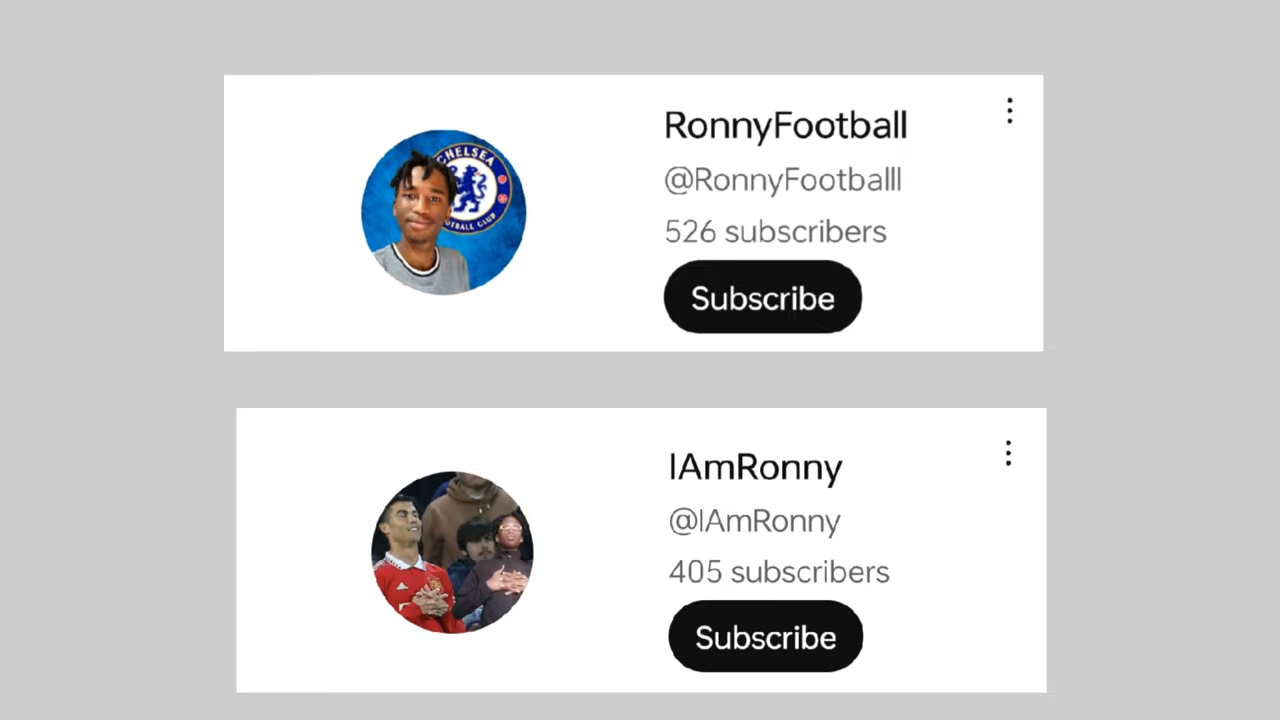 CHELSEA
FOOTBALL CLUB
RonnyFootball
@RonnyFootballl
526 subscribers
Subscribe
IAmRonny
@IAmRonny
405 subscribers
Subscribe